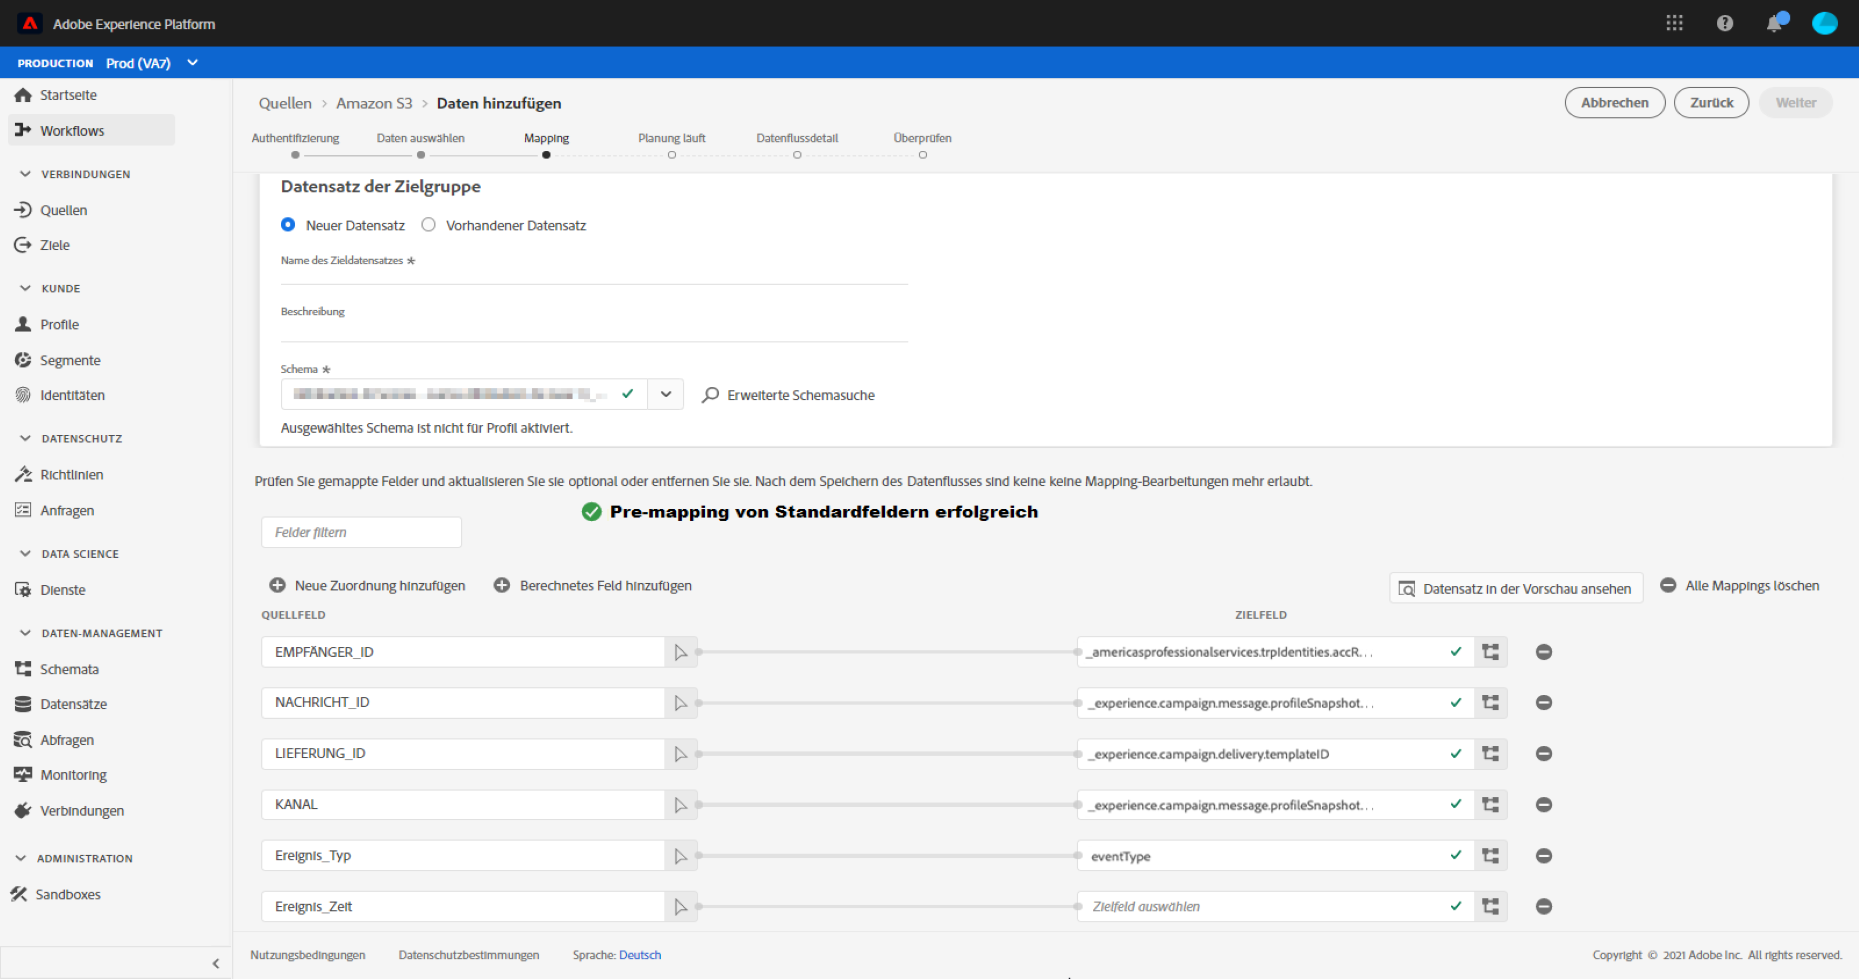 Adobe Experience Platform
PRODUCTION Prod (VA7)
Startseite
Workflows
VERBINDUNGEN
Quellen
Ziele
KUNDE
Profile
Segmente
Identitäten
DATENSCHUTZ
Richtlinien
Anfragen
DATA SCIENCE
Dienste
DATEN-MANAGEMENT
Schemata
Datensätze
Abfragen
Monitoring
Verbindungen
ADMINISTRATION
Sandboxes
Quellen > Amazon S3 > Daten hinzufügen
Abbrechen Zurück Weiter
Authentifizierung Daten auswählen Mapping Planung läuft Datenflussdetail Überprüfen
Datensatz der Zielgruppe
Neuer Datensatz Vorhandener Datensatz
Name des Zieldatensatzes *
Beschreibung
Schema *
Erweiterte Schemasuche
Ausgewähltes Schema ist nicht für Profil aktiviert.
Prüfen Sie gemappte Felder und aktualisieren Sie sie optional oder entfernen Sie sie. Nach dem Speichern des Datenflusses sind keine keine Mapping-Bearbeitungen mehr erlaubt.
Pre-mapping von Standardfeldern erfolgreich
Felder filtern
Neue Zuordnung hinzufügen Berechnetes Feld hinzufügen Datensatz in der Vorschau ansehen Alle Mappings löschen
QUELLFELD ZIELFELD
EMPFÄNGER_ID _americasprofessionalservices.trpIdentities.accR...
NACHRICHT_ID _experience.campaign.message.profileSnapshot...
LIEFERUNG_ID _experience.campaign.delivery.templateID
KANAL _experience.campaign.message.profileSnapshot...
Ereignis_Typ eventType
Ereignis_Zeit Zielfeld auswählen
Nutzungsbedingungen Datenschutzbestimmungen Sprache: Deutsch Copyright © 2021 Adobe Inc. All rights reserved.